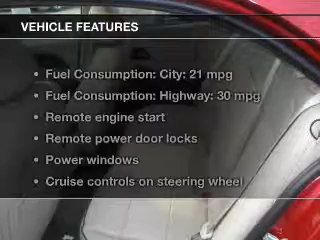 VEHICLE FEATURES
• Fuel Consumption: City: 21 mpg
• Fuel Consumption: Highway: 30 mpg
• Remote engine start
• Remote power door locks
• Power windows
• Cruise controls on steering wheel